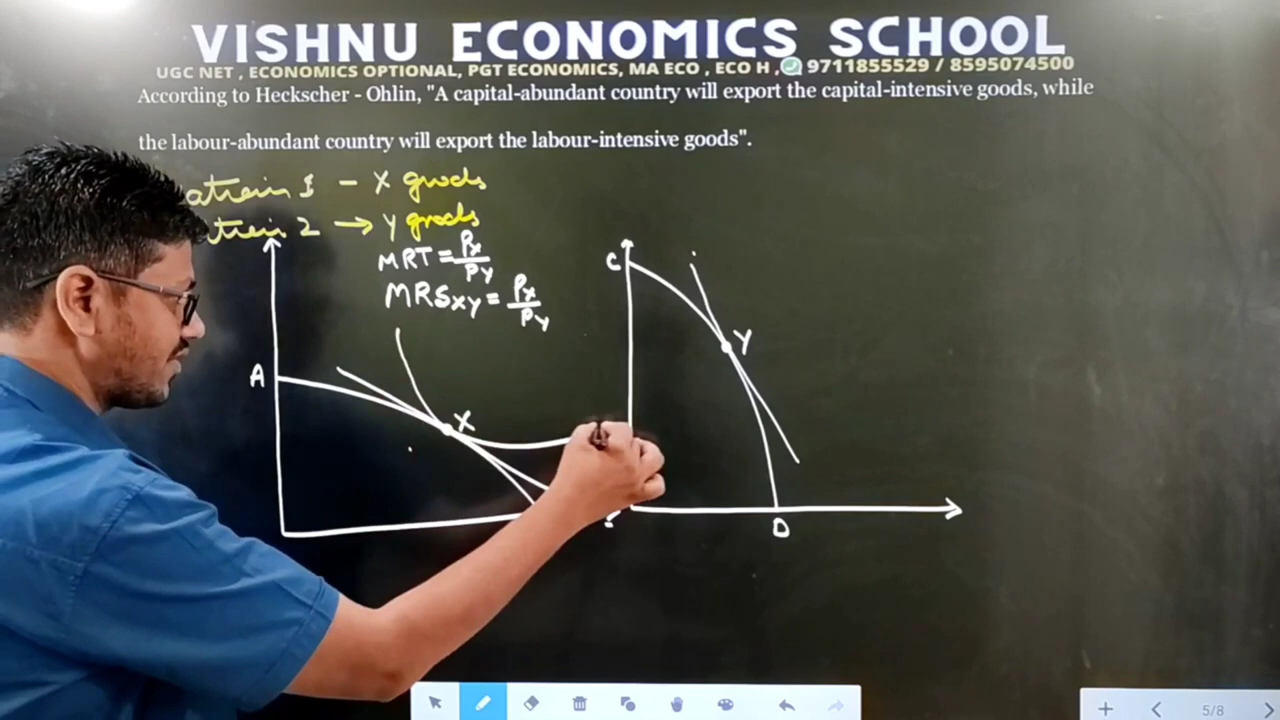 VISHNU ECONOMICS SCHOOL
UGC NET , ECONOMICS OPTIONAL, PGT ECONOMICS, MA ECO , ECO H , 9711855529 / 8595074500
According to Heckscher - Ohlin, "A capital-abundant country will export the capital-intensive goods, while
the labour-abundant country will export the labour-intensive goods".
– X goods
2 → Y goods
MRT = Px/Py
MRSxy = Px/Py
A
X
C
Y
D
5/8